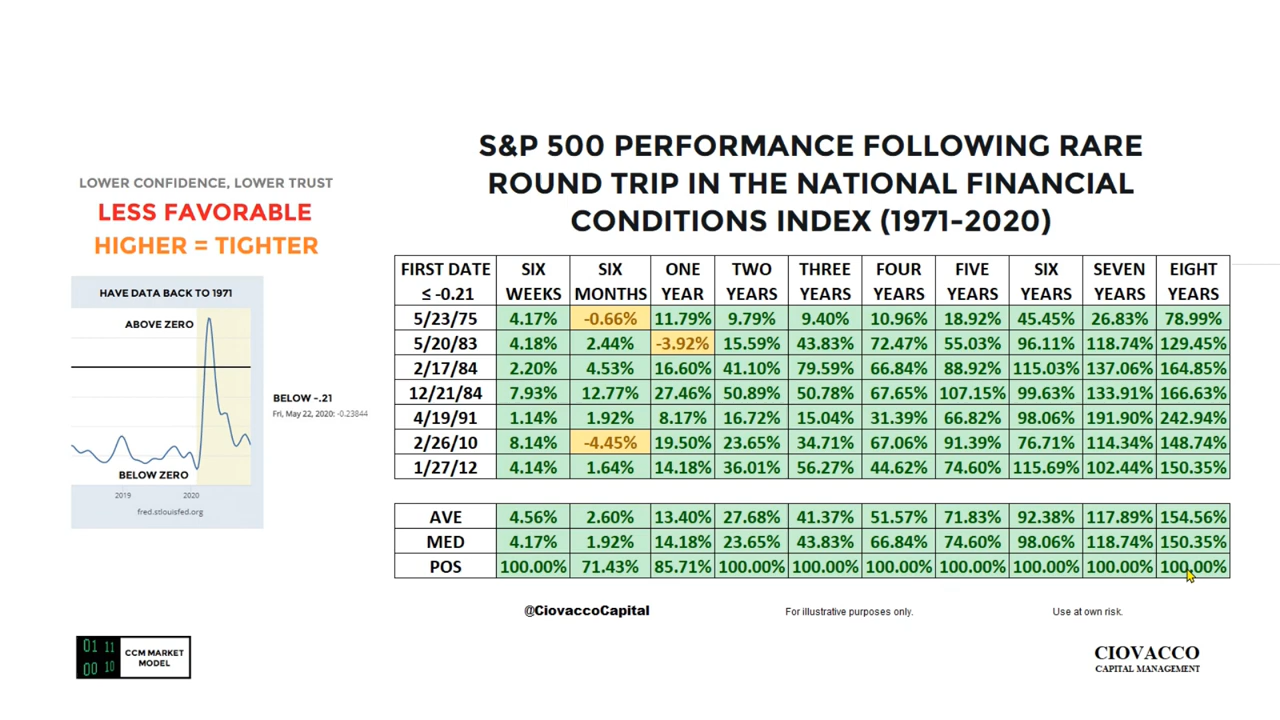 S&P 500 PERFORMANCE FOLLOWING RARE
ROUND TRIP IN THE NATIONAL FINANCIAL
CONDITIONS INDEX (1971-2020)
LOWER CONFIDENCE, LOWER TRUST
LESS FAVORABLE
HIGHER = TIGHTER
HAVE DATA BACK TO 1971
ABOVE ZERO
BELOW -.21
Fri, May 22, 2020: -0.23844
BELOW ZERO
2019 2020
fred.stlouisfed.org
FIRST DATE SIX SIX ONE TWO THREE FOUR FIVE SIX SEVEN EIGHT
≤ -0.21 WEEKS MONTHS YEAR YEARS YEARS YEARS YEARS YEARS YEARS YEARS
5/23/75 4.17% -0.66% 11.79% 9.79% 9.40% 10.96% 18.92% 45.45% 26.83% 78.99%
5/20/83 4.18% 2.44% -3.92% 15.59% 43.83% 72.47% 55.03% 96.11% 118.74% 129.45%
2/17/84 2.20% 4.53% 16.60% 41.10% 79.59% 66.84% 88.92% 115.03% 137.06% 164.85%
12/21/84 7.93% 12.77% 27.46% 50.89% 50.78% 67.65% 107.15% 99.63% 133.91% 166.63%
4/19/91 1.14% 1.92% 8.17% 16.72% 15.04% 31.39% 66.82% 98.06% 191.90% 242.94%
2/26/10 8.14% -4.45% 19.50% 23.65% 34.71% 67.06% 91.39% 76.71% 114.34% 148.74%
1/27/12 4.14% 1.64% 14.18% 36.01% 56.27% 44.62% 74.60% 115.69% 102.44% 150.35%
AVE 4.56% 2.60% 13.40% 27.68% 41.37% 51.57% 71.83% 92.38% 117.89% 154.56%
MED 4.17% 1.92% 14.18% 23.65% 43.83% 66.84% 74.60% 98.06% 118.74% 150.35%
POS 100.00% 71.43% 85.71% 100.00% 100.00% 100.00% 100.00% 100.00% 100.00% 100.00%
@CiovaccoCapital For illustrative purposes only. Use at own risk.
01 11
00 10
CCM MARKET
MODEL
CIOVACCO
CAPITAL MANAGEMENT